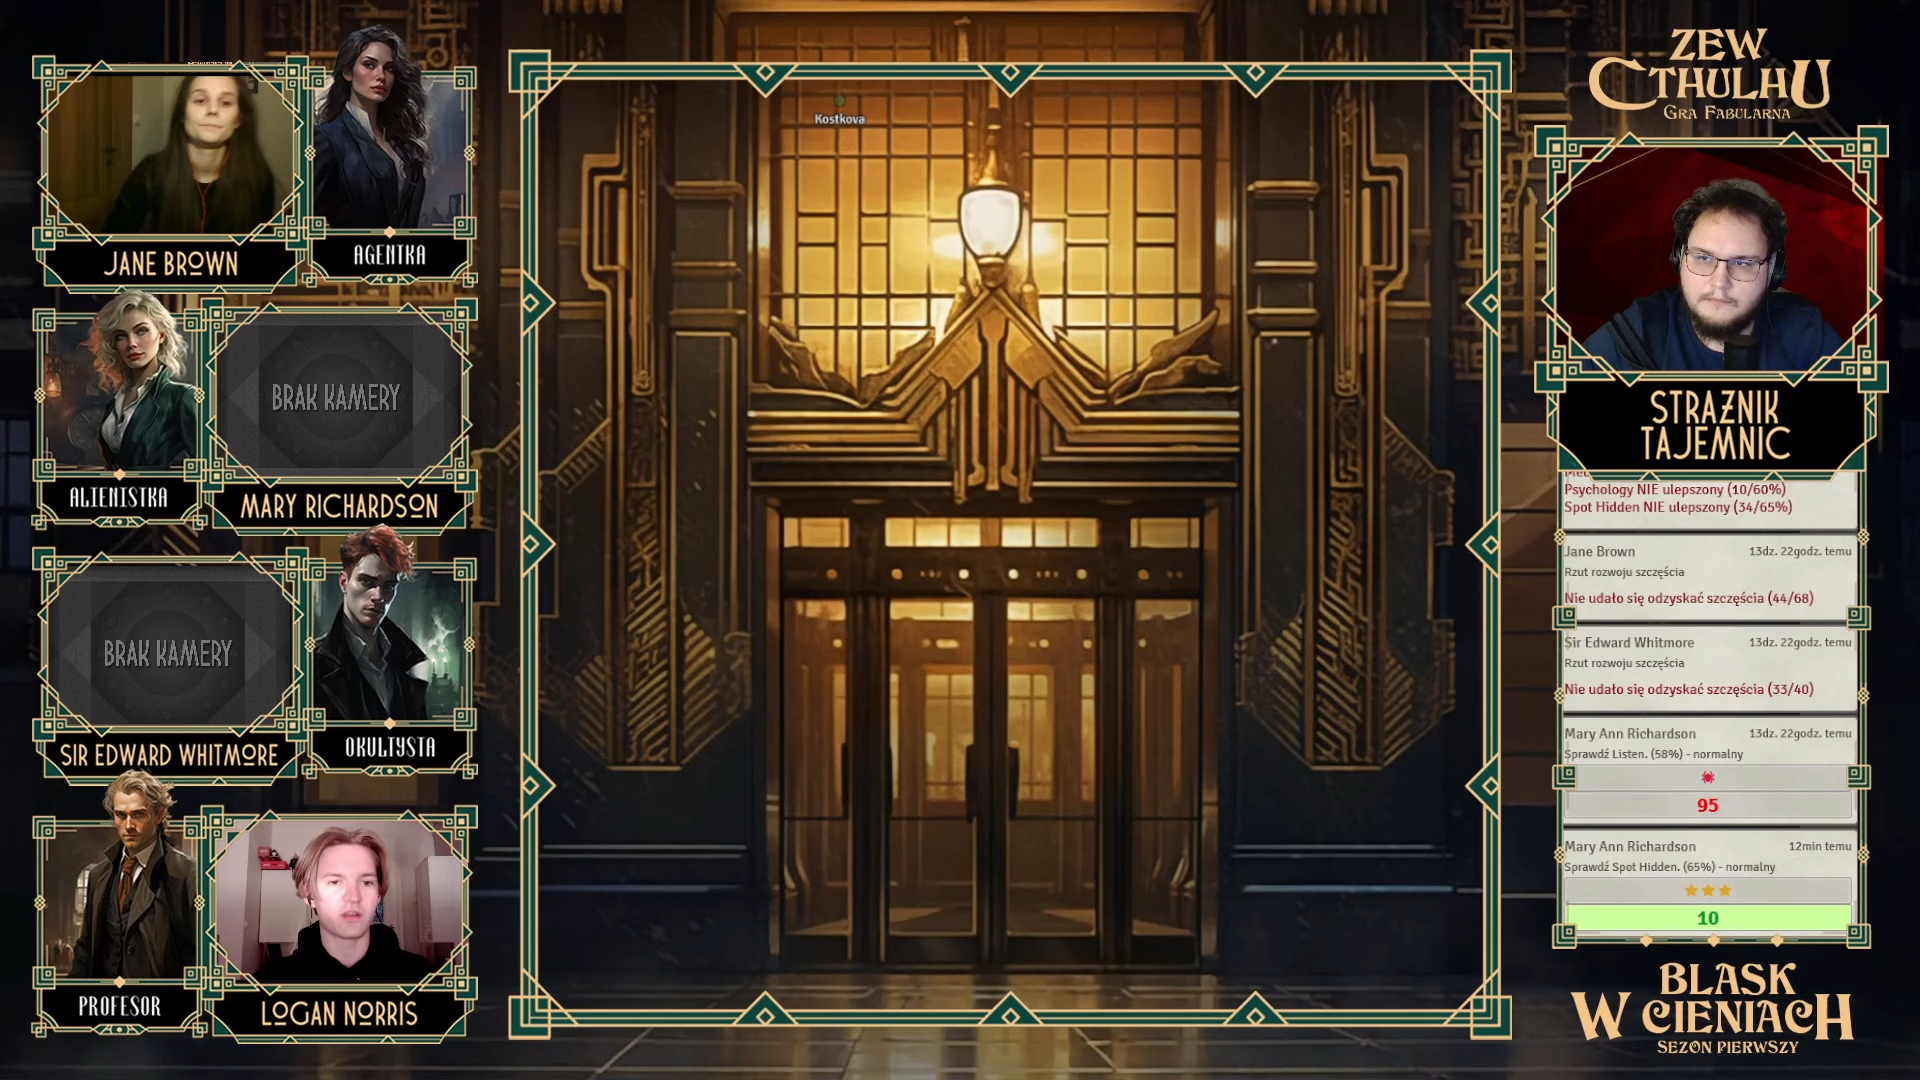 JANE BROWN
AGENTKA
ALIENISTKA
BRAK KAMERY
MARY RICHARDSON
BRAK KAMERY
SIR EDWARD WHITMORE
OKULTYSTA
PROFESOR
LOGAN NORRIS
Kostkova
ZEW
CTHULHU
GRA FABULARNA
STRAŻNIK
TAJEMNIC
Psychology NIE ulepszony (10/60%)
Spot Hidden NIE ulepszony (34/65%)
Jane Brown 13dz. 22godz. temu
Rzut rozwoju szczęścia
Nie udało się odzyskać szczęścia (44/68)
Sir Edward Whitmore 13dz. 22godz. temu
Rzut rozwoju szczęścia
Nie udało się odzyskać szczęścia (33/40)
Mary Ann Richardson 13dz. 22godz. temu
Sprawdź Listen. (58%) - normalny
95
Mary Ann Richardson 12min temu
Sprawdź Spot Hidden. (65%) - normalny
10
BLASK
W CIENIACH
SEZON PIERWSZY